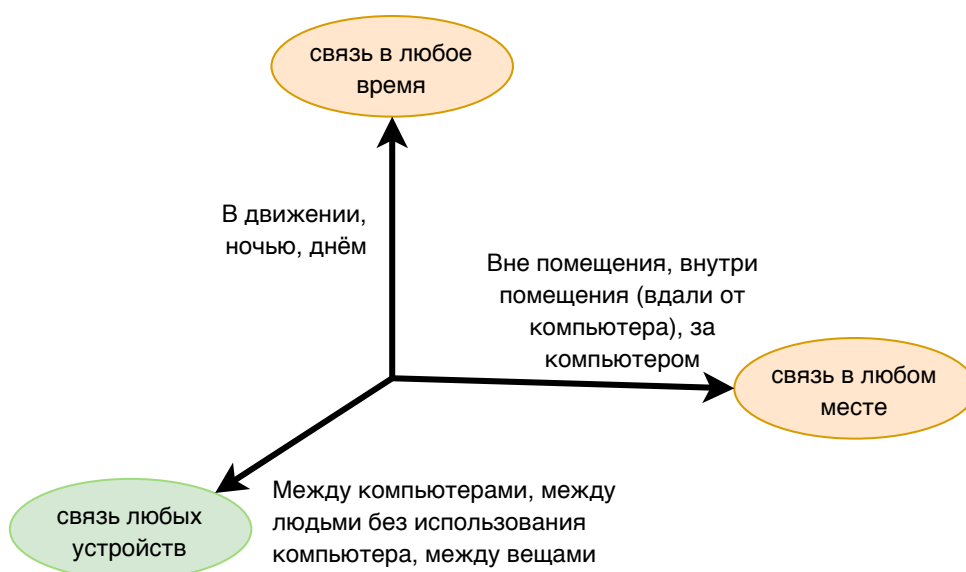 связь в любое
время
В движении,
ночью, днём
Вне помещения, внутри
помещения (вдали от
компьютера), за
компьютером
связь в любом
месте
связь любых
устройств
Между компьютерами, между
людьми без использования
компьютера, между вещами